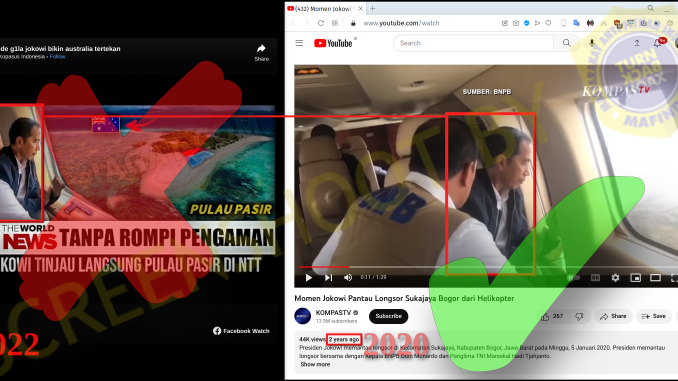 de g1la jokowi bikin australia tertekan
Kopasus Indonesia • Follow
Share
PULAU PASIR
THE WORLD
NEWS
TANPA ROMPI PENGAMAN
KOWI TINJAU LANGSUNG PULAU PASIR DI NTT
Facebook Watch
022
(432) Momen Jokowi
www.youtube.com/watch
YouTube
Search
9+
SUMBER: BNPB
KOMPASTV
BNPB
0:11 / 1:29
Momen Jokowi Pantau Longsor Sukajaya Bogor dari Helikopter
KOMPASTV
13.5M subscribers
Subscribe
267
Share
Save
44K views
2 years ago
2020
Presiden Jokowi memantau longsor di Kecamatan Sukajaya, Kabupaten Bogor, Jawa Barat pada Minggu, 5 Januari 2020. Presiden memantau
longsor bersama dengan Kepala BNPB Doni Monardo dan Panglima TNI Marsekal Hadi Tjahjanto.
Show more
SCREENSHOOT BY
MAFINDO
TURN BACK
HOAX